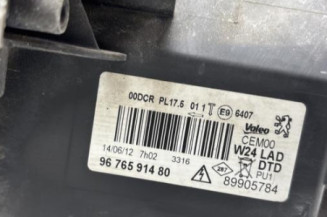 00DCR PL17.5 01 1 E9 6407
Valeo
CEM00
W24 LAD
DTD
PU1
14/06/12 7h02 3316
96 765 914 80
89905784